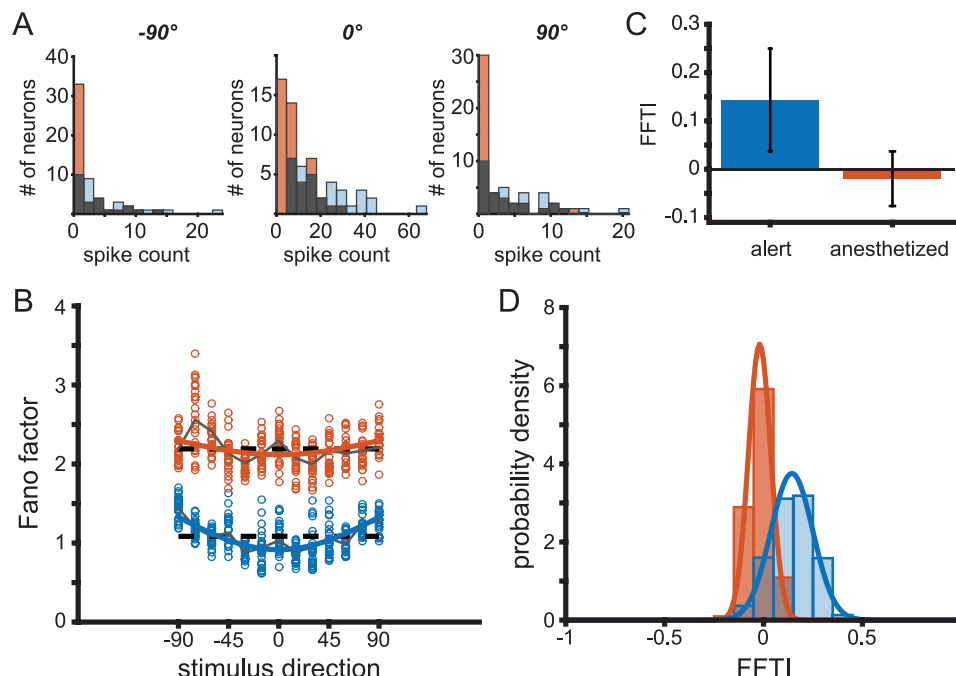 A
-90°
0°
90°
# of neurons
40
30
20
10
0
0 10 20
spike count
# of neurons
15
5
0 20 40 60
spike count
# of neurons
30
20
10
0
0 10 20
spike count
C
FFTI
0.3
0.2
0.1
0
-0.1
alert anesthetized
B
Fano factor
4
3
2
1
0
-90 -45 0 45 90
stimulus direction
D
probability density
8
6
4
2
0
-1 -0.5 0 0.5
FFTI